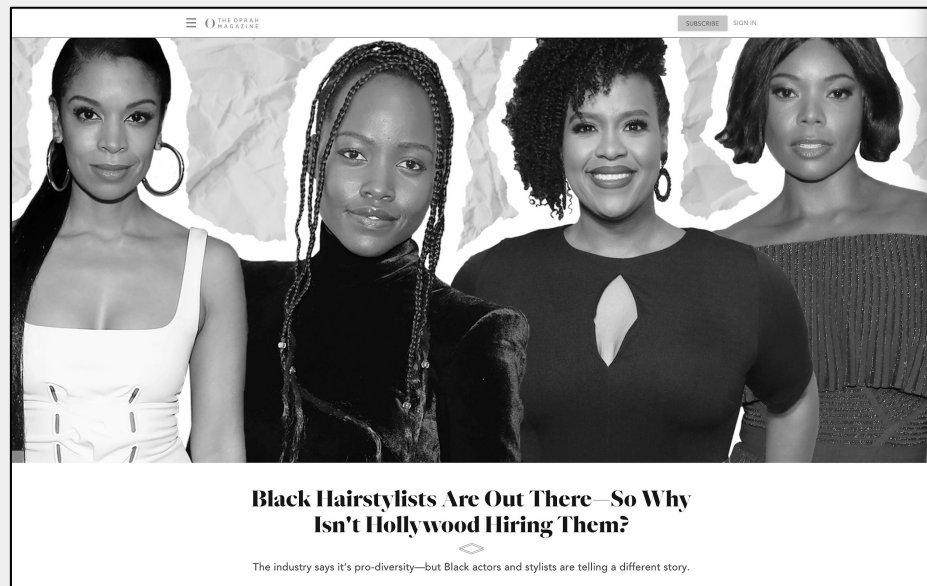 O THE OPRAH
MAGAZINE
SUBSCRIBE
SIGN IN
Black Hairstylists Are Out There—So Why
Isn't Hollywood Hiring Them?
The industry says it's pro-diversity—but Black actors and stylists are telling a different story.